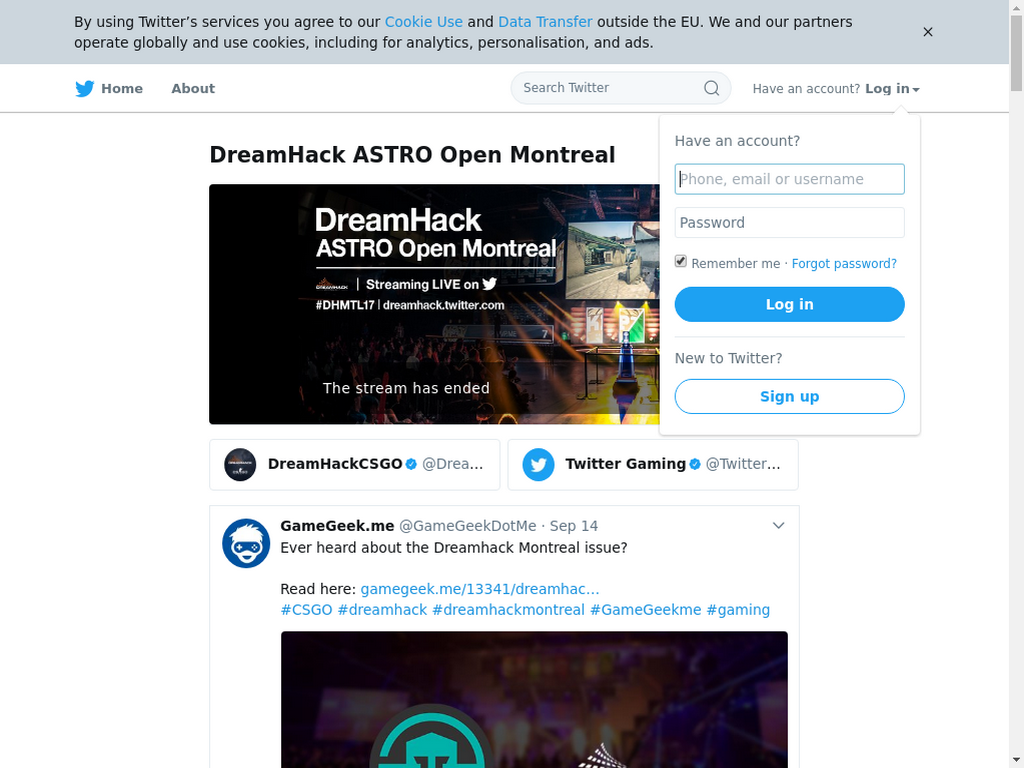 By using Twitter’s services you agree to our Cookie Use and Data Transfer outside the EU. We and our partners
operate globally and use cookies, including for analytics, personalisation, and ads.
Home About Search Twitter Have an account? Log in
Have an account?
Phone, email or username
Password
Remember me · Forgot password?
Log in
New to Twitter?
Sign up
DreamHack ASTRO Open Montreal
DreamHack
ASTRO Open Montreal
DREAMHACK | Streaming LIVE on
#DHMTL17 | dreamhack.twitter.com
7
The stream has ended
DreamHackCSGO @Drea...
Twitter Gaming @Twitter...
GameGeek.me @GameGeekDotMe · Sep 14
Ever heard about the Dreamhack Montreal issue?
Read here: gamegeek.me/13341/dreamhac…
#CSGO #dreamhack #dreamhackmontreal #GameGeekme #gaming